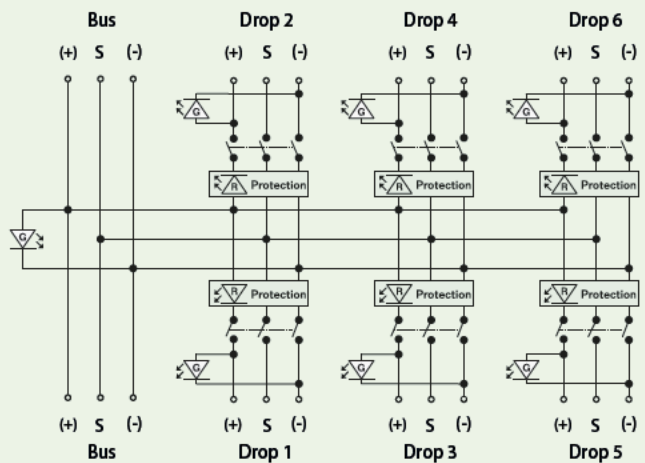 Bus Drop 2 Drop 4 Drop 6
(+) S (-) (+) S (-) (+) S (-) (+) S (-)
G G G
R Protection R Protection R Protection
G
R Protection R Protection R Protection
G G G
(+) S (-) (+) S (-) (+) S (-) (+) S (-)
Bus Drop 1 Drop 3 Drop 5